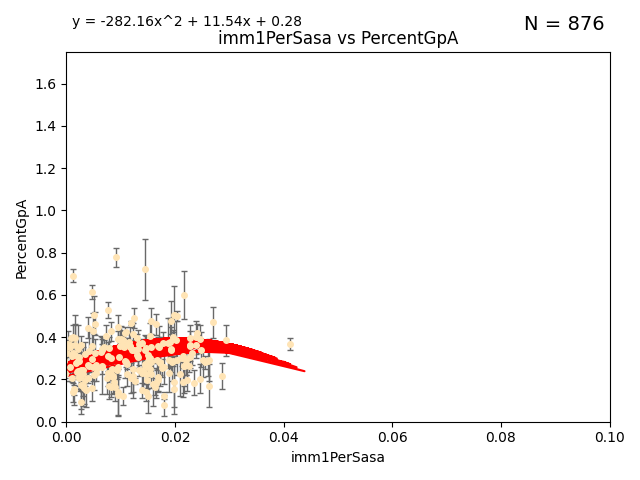 y = -282.16x^2 + 11.54x + 0.28
N = 876
imm1PerSasa vs PercentGpA
PercentGpA
1.6
1.4
1.2
1.0
0.8
0.6
0.4
0.2
0.0
0.00 0.02 0.04 0.06 0.08 0.10
imm1PerSasa